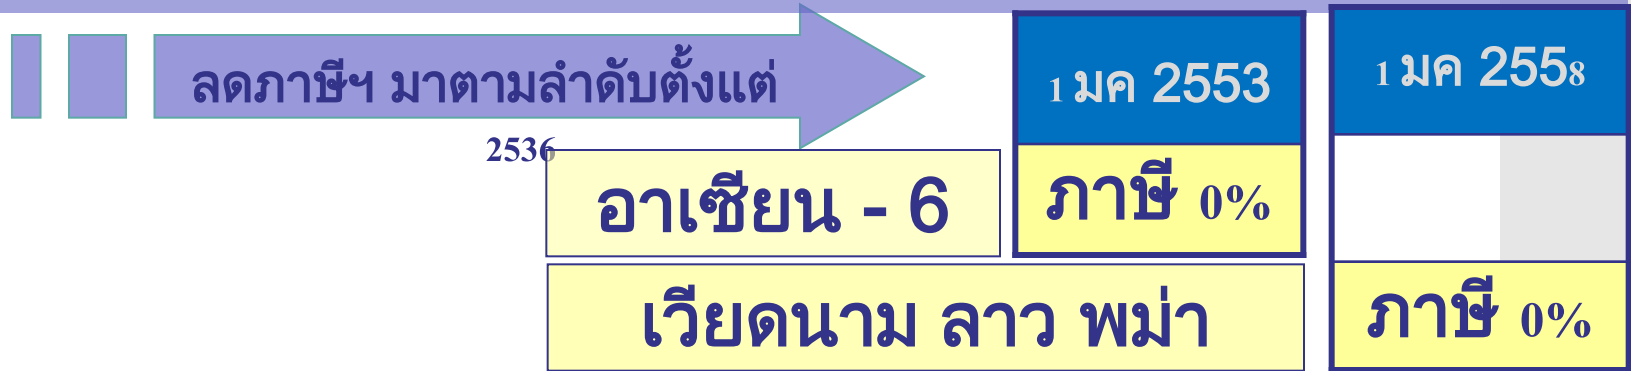 ลดภาษีฯ มาตามลำดับตั้งแต่
2536
1 มค 2553
1 มค 2558
อาเซียน - 6
ภาษี 0%
เวียดนาม ลาว พม่า
ภาษี 0%